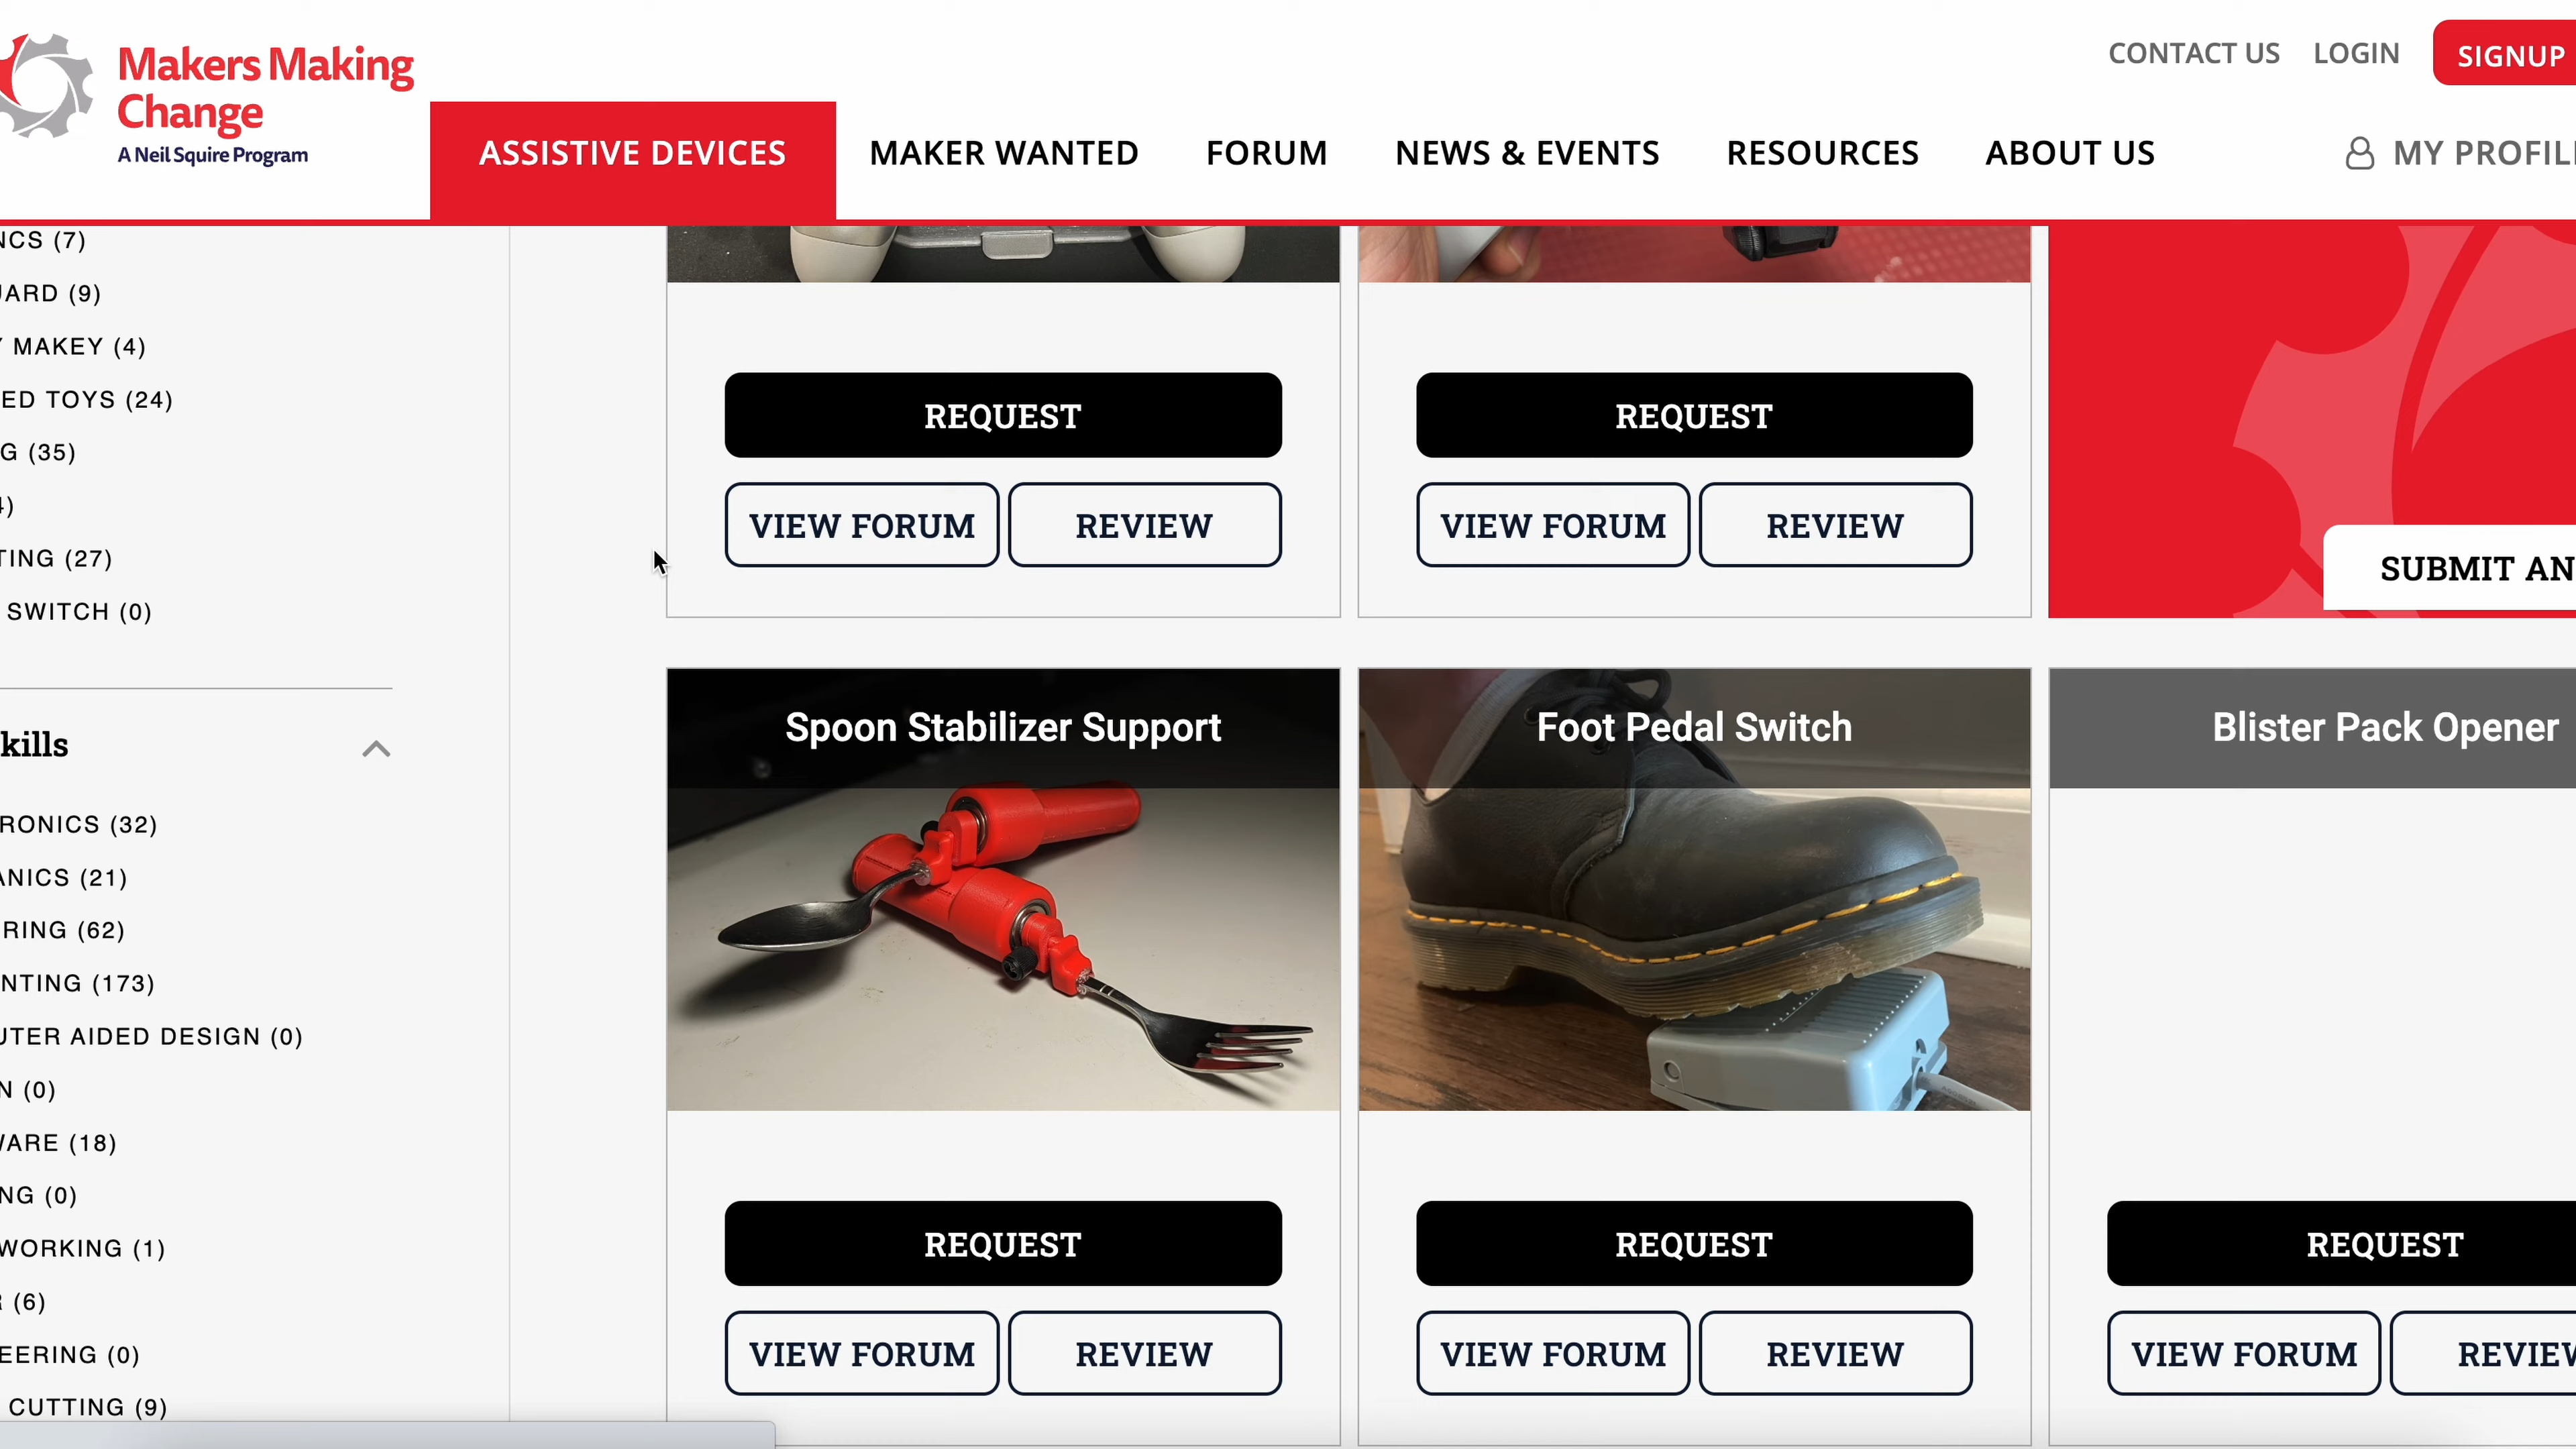 Makers Making
Change
A Neil Squire Program
CONTACT US LOGIN SIGNUP
ASSISTIVE DEVICES MAKER WANTED FORUM NEWS & EVENTS RESOURCES ABOUT US MY PROFIL
NCS (7)
ARD (9)
MAKEY (4)
ED TOYS (24)
G (35)
4)
TING (27)
SWITCH (0)
kills
RONICS (32)
ANICS (21)
RING (62)
NTING (173)
UTER AIDED DESIGN (0)
N (0)
WARE (18)
NG (0)
WORKING (1)
R (6)
EERING (0)
CUTTING (9)
REQUEST
VIEW FORUM REVIEW
REQUEST
VIEW FORUM REVIEW
SUBMIT AN
Spoon Stabilizer Support
REQUEST
VIEW FORUM REVIEW
Foot Pedal Switch
REQUEST
VIEW FORUM REVIEW
Blister Pack Opener
REQUEST
VIEW FORUM REVIEW